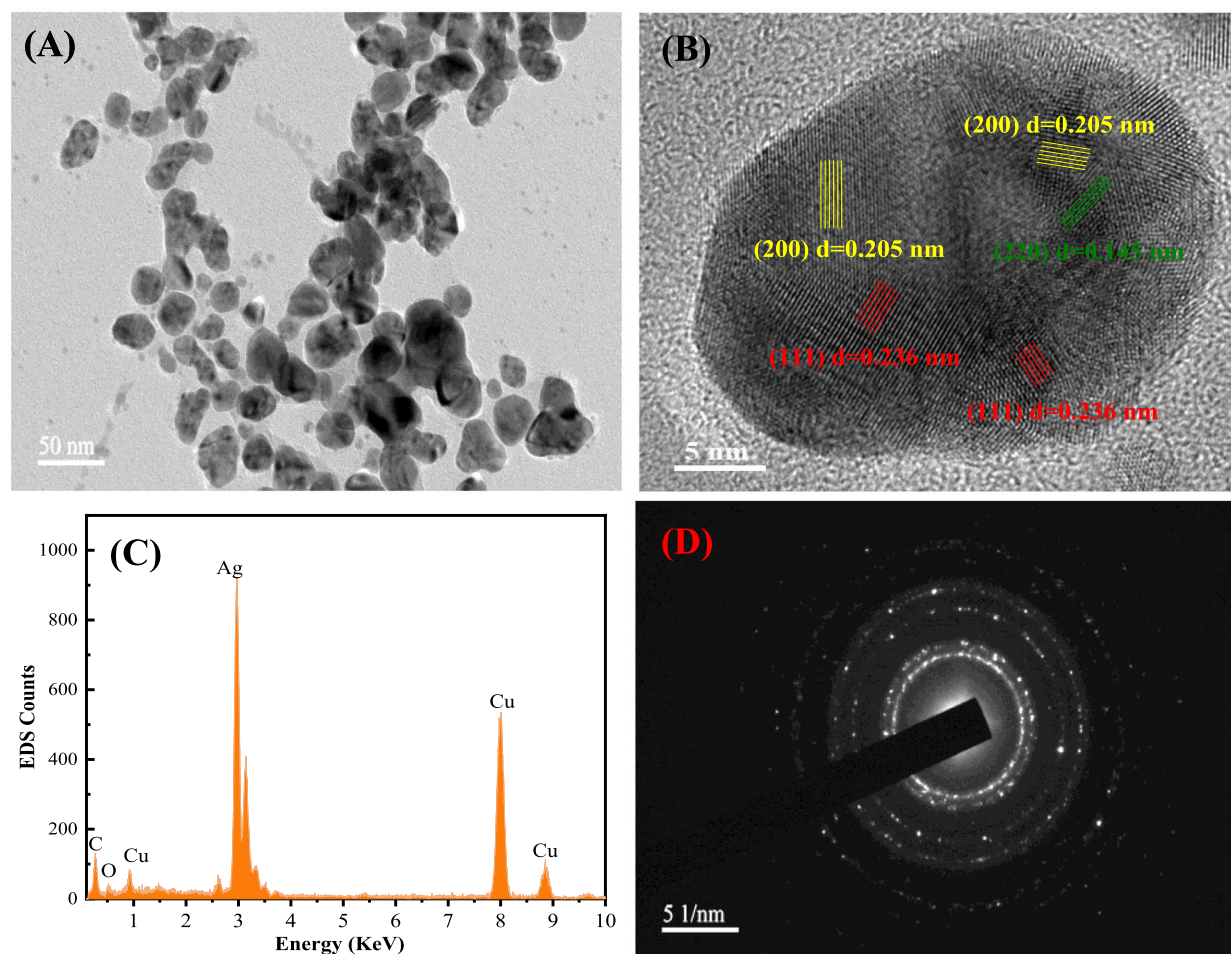 (A)
50 nm
(B)
(200) d=0.205 nm
(220) d=0.145 nm
(200) d=0.205 nm
(111) d=0.236 nm
(111) d=0.236 nm
5 nm
(C)
1000
800
600
400
200
0
EDS Counts
C
O
Cu
Ag
Cu
Cu
1 2 3 4 5 6 7 8 9 10
Energy (KeV)
(D)
5 1/nm